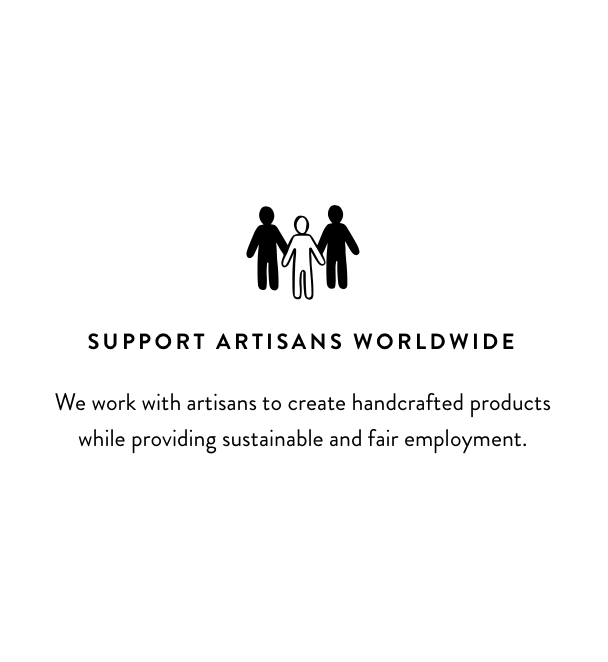 SUPPORT ARTISANS WORLDWIDE
We work with artisans to create handcrafted products
while providing sustainable and fair employment.